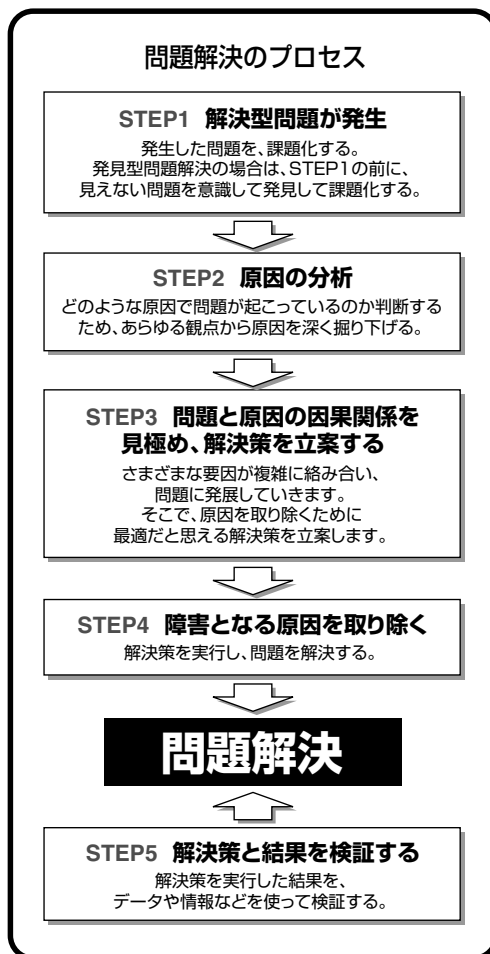 問題解決のプロセス
STEP1 解決型問題が発生
発生した問題を、課題化する。
発見型問題解決の場合は、STEP1の前に、
見えない問題を意識して発見して課題化する。
STEP2 原因の分析
どのような原因で問題が起こっているのか判断する
ため、あらゆる観点から原因を深く掘り下げる。
STEP3 問題と原因の因果関係を
見極め、解決策を立案する
さまざまな要因が複雑に絡み合い、
問題に発展していきます。
そこで、原因を取り除くために
最適だと思える解決策を立案します。
STEP4 障害となる原因を取り除く
解決策を実行し、問題を解決する。
問題解決
STEP5 解決策と結果を検証する
解決策を実行した結果を、
データや情報などを使って検証する。